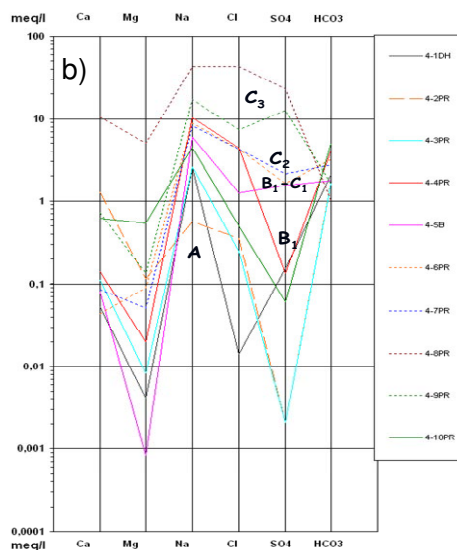 meq/l Ca Mg Na Cl SO4 HCO3 meq/l
100
10
1
0,1
0,01
0,001
0,0001
b)
C3
C2
B1-C1
B1
A
Ca Mg Na Cl SO4 HCO3
4-1DH
4-2PR
4-3PR
4-4PR
4-5EI
4-6PR
4-7PR
4-8PR
4-9PR
4-10PR